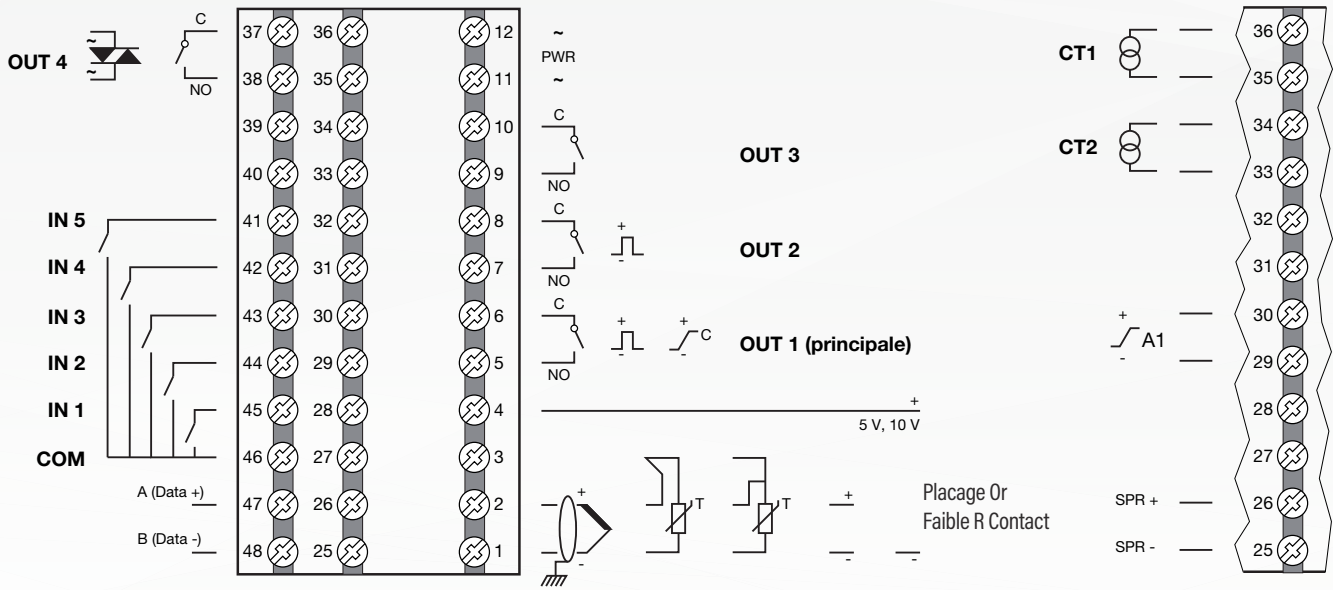 C
37 36 12 ~
OUT 4 ~ ~ PWR
38 35 11 ~
NO
39 34 10 C
OUT 3
40 33 9 NO
IN 5 41 32 8 C
+ - OUT 2
IN 4 42 31 7 NO
IN 3 43 30 6 C
+ - + - C OUT 1 (principale)
IN 2 44 29 5 NO
IN 1 45 28 4 +
5 V, 10 V
COM 46 27 3
A (Data +) 47 26 2 + T T +
B (Data -) 48 25 1 - - -
Placage Or
Faible R Contact
36
CT1
35
34
CT2
33
32
31
+ 30
A1
- 29
28
27
SPR + 26
SPR - 25